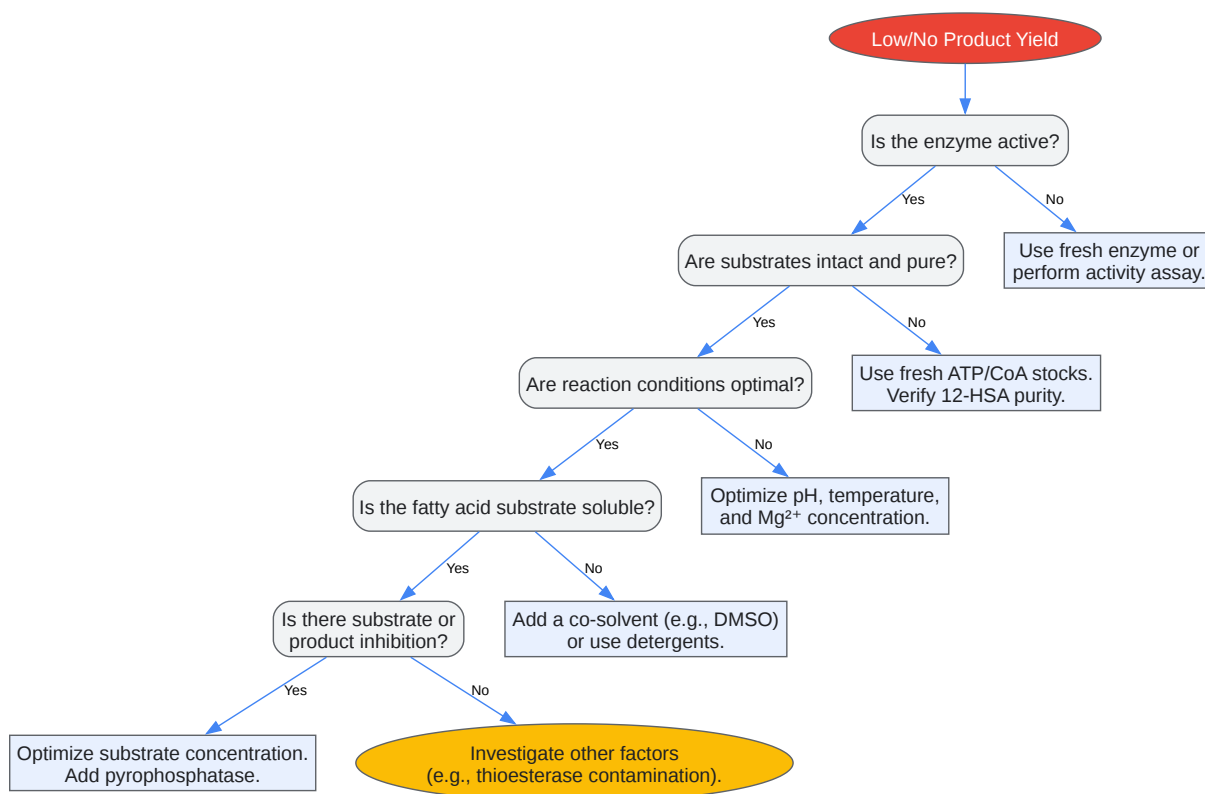 Low/No Product Yield
Is the enzyme active?
Yes
No
Are substrates intact and pure?
Use fresh enzyme or
perform activity assay.
Yes
No
Are reaction conditions optimal?
Use fresh ATP/CoA stocks.
Verify 12-HSA purity.
Yes
No
Is the fatty acid substrate soluble?
Optimize pH, temperature,
and Mg²⁺ concentration.
Yes
No
Is there substrate or
product inhibition?
Add a co-solvent (e.g., DMSO)
or use detergents.
Yes
No
Optimize substrate concentration.
Add pyrophosphatase.
Investigate other factors
(e.g., thioesterase contamination).